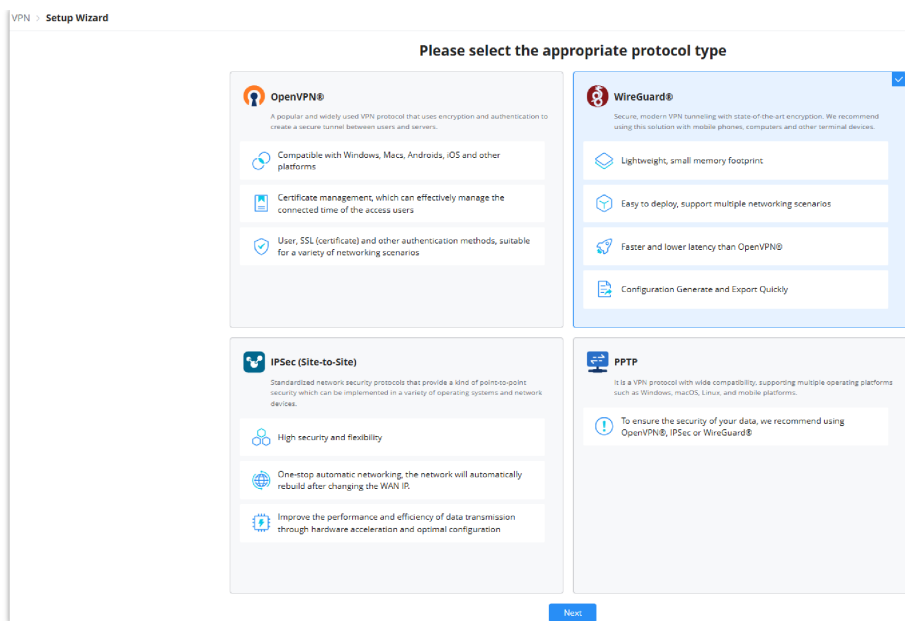 VPN > Setup Wizard
Please select the appropriate protocol type
OpenVPN®
A popular and widely used VPN protocol that uses encryption and authentication to
create a secure tunnel between users and servers.
Compatible with Windows, Macs, Androids, iOS and other
platforms
Certificate management, which can effectively manage the
connected time of the access users
User, SSL (certificate) and other authentication methods, suitable
for a variety of networking scenarios
WireGuard®
Secure, modern VPN tunneling with state-of-the-art encryption. We recommend
using this solution with mobile phones, computers and other terminal devices.
Lightweight, small memory footprint
Easy to deploy, support multiple networking scenarios
Faster and lower latency than OpenVPN®
Configuration Generate and Export Quickly
IPSec (Site-to-Site)
Standardized network security protocols that provide a kind of point-to-point
security which can be implemented in a variety of operating systems and network
devices.
High security and flexibility
One-stop automatic networking, the network will automatically
rebuild after changing the WAN IP.
Improve the performance and efficiency of data transmission
through hardware acceleration and optimal configuration
PPTP
It is a VPN protocol with wide compatibility, supporting multiple operating platforms
such as Windows, macOS, Linux, and mobile platforms.
To ensure the security of your data, we recommend using
OpenVPN®, IPSec or WireGuard®
Next